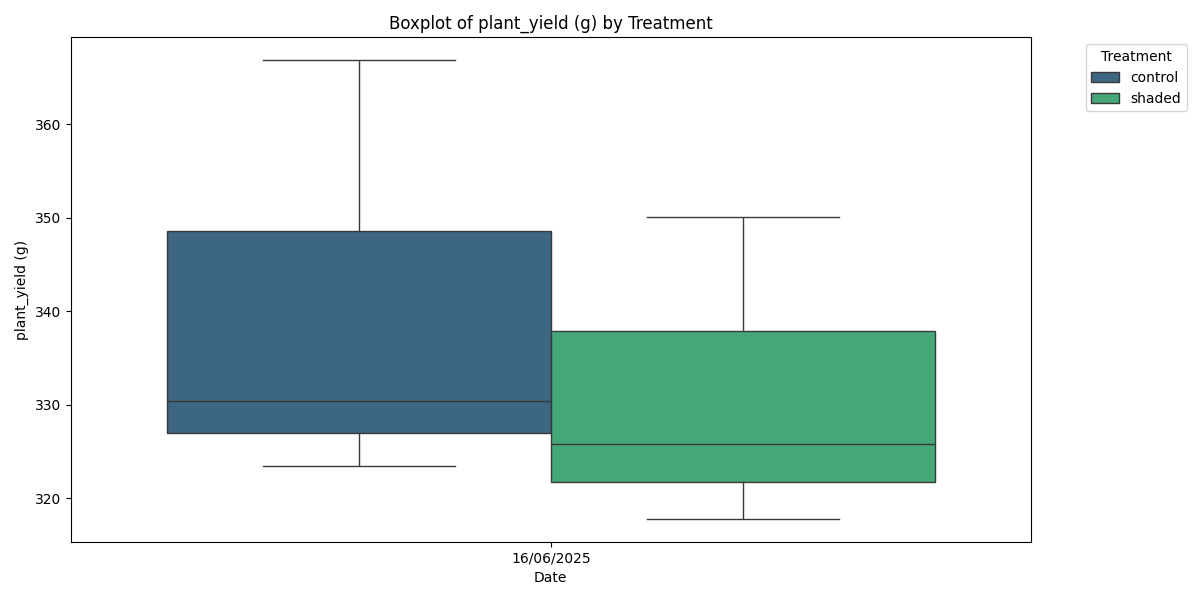 Boxplot of plant_yield (g) by Treatment
Treatment
control
shaded
plant_yield (g)
360
350
340
330
320
16/06/2025
Date